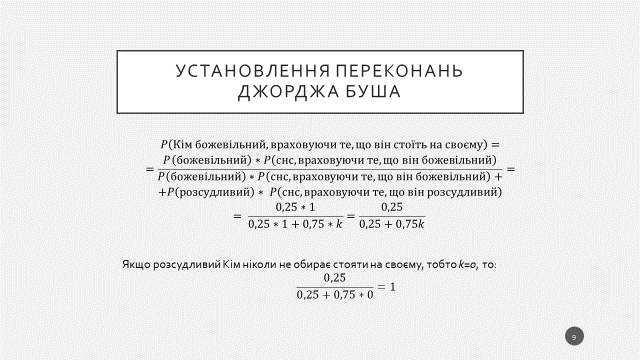 УСТАНОВЛЕННЯ ПЕРЕКОНАНЬ
ДЖОРДЖА БУША
P(Кім божевільний, враховуючи те, що він стоїть на своєму) =
= P(божевільний) ∗ P(снс, враховуючи те, що він божевільний) =
P(божевільний) ∗ P(снс, враховуючи те, що він божевільний) +
+P(розсудливий) ∗ P(снс, враховуючи те, що він розсудливий)
= 0,25 ∗ 1 / 0,25 ∗ 1 + 0,75 ∗ k = 0,25 / 0,25 + 0,75k
Якщо розсудливий Кім ніколи не обирає стояти на своєму, тобто k=0, то:
0,25 / 0,25 + 0,75 ∗ 0 = 1
9